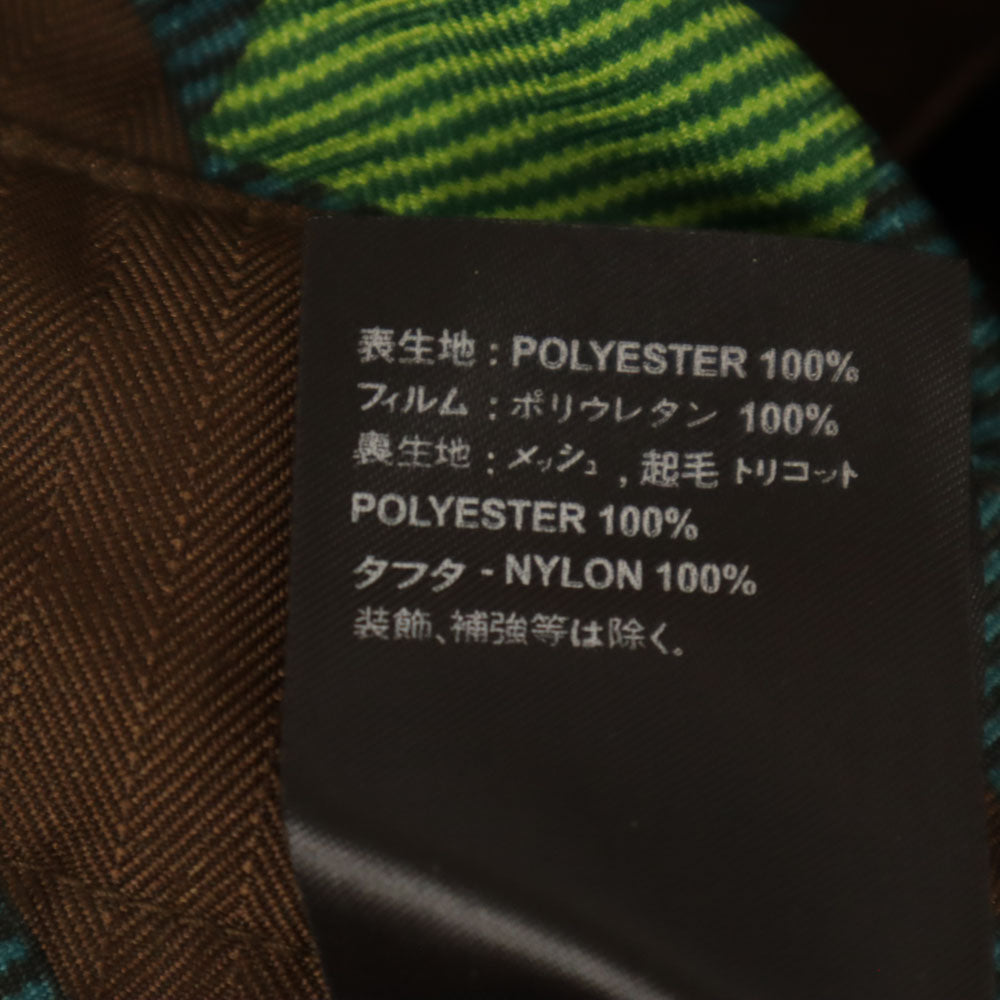 表生地 : POLYESTER 100%
フィルム : ポリウレタン 100%
裏生地 : メッシュ , 起毛 トリコット
POLYESTER 100%
タフタ - NYLON 100%
装飾、補強等は除く。